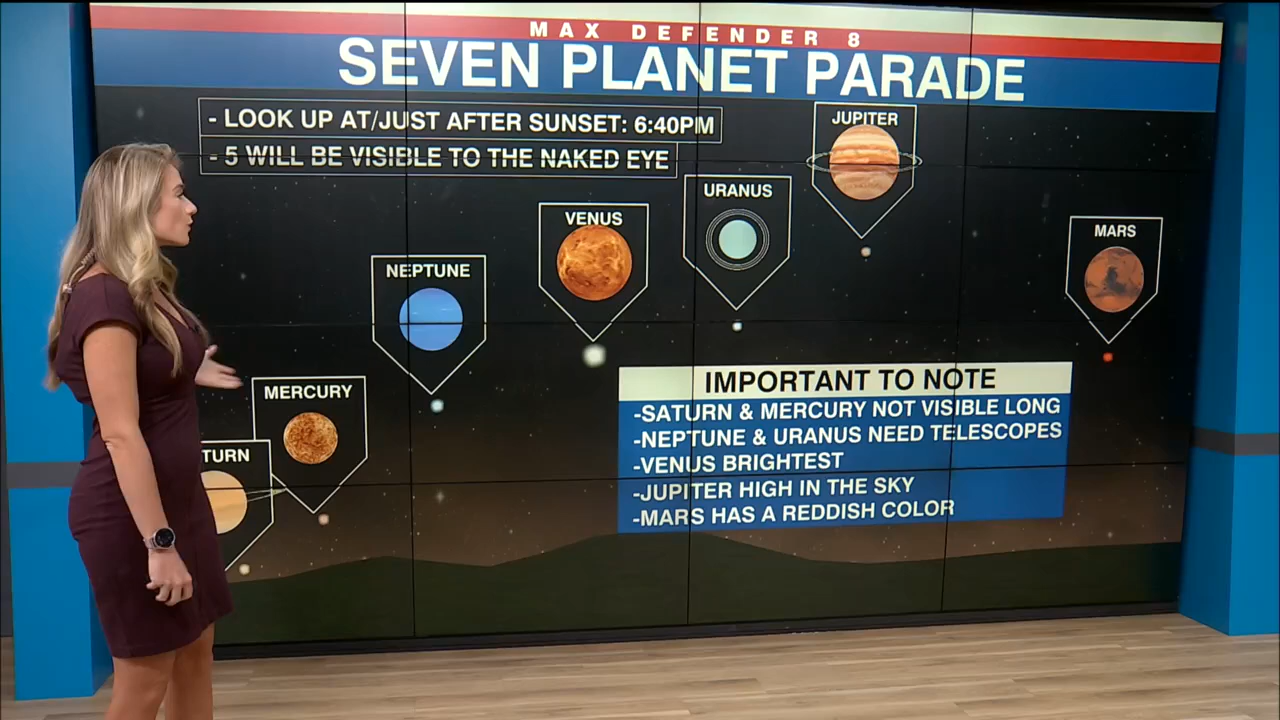 MAX DEFENDER 8
SEVEN PLANET PARADE
- LOOK UP AT/JUST AFTER SUNSET: 6:40PM
- 5 WILL BE VISIBLE TO THE NAKED EYE
JUPITER
URANUS
VENUS
MARS
NEPTUNE
MERCURY
TURN
IMPORTANT TO NOTE
-SATURN & MERCURY NOT VISIBLE LONG
-NEPTUNE & URANUS NEED TELESCOPES
-VENUS BRIGHTEST
-JUPITER HIGH IN THE SKY
-MARS HAS A REDDISH COLOR